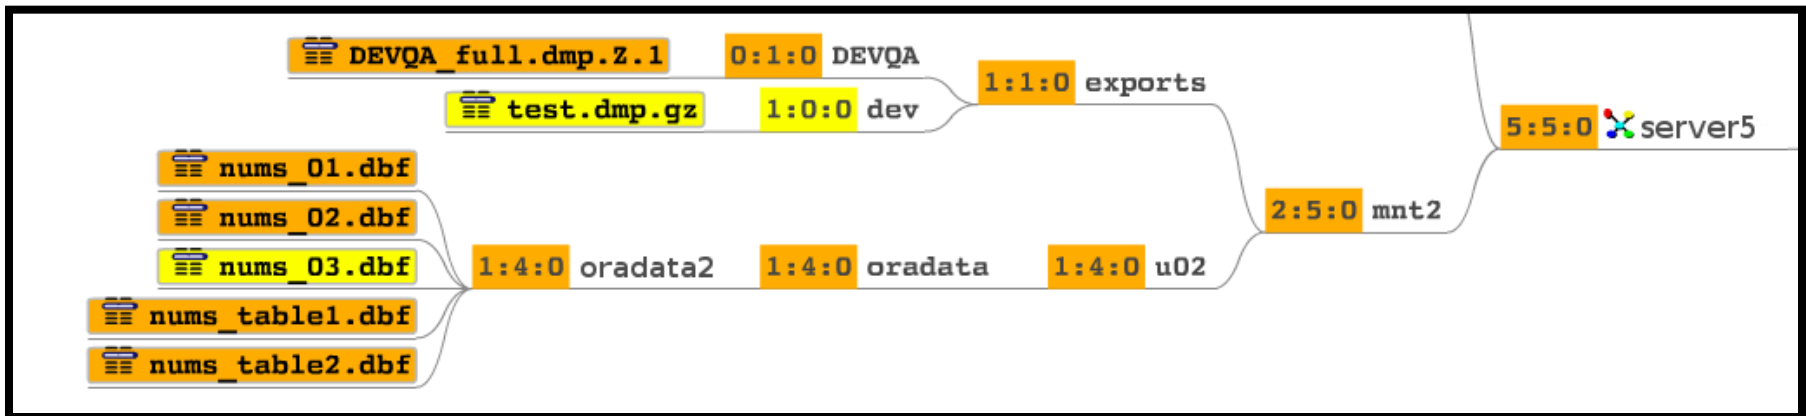 DEVQA_full.dmp.Z.1 0:1:0 DEVQA
1:1:0 exports
test.dmp.gz 1:0:0 dev
5:5:0 server5
nums_01.dbf
nums_02.dbf
2:5:0 mnt2
nums_03.dbf 1:4:0 oradata2 1:4:0 oradata 1:4:0 u02
nums_table1.dbf
nums_table2.dbf